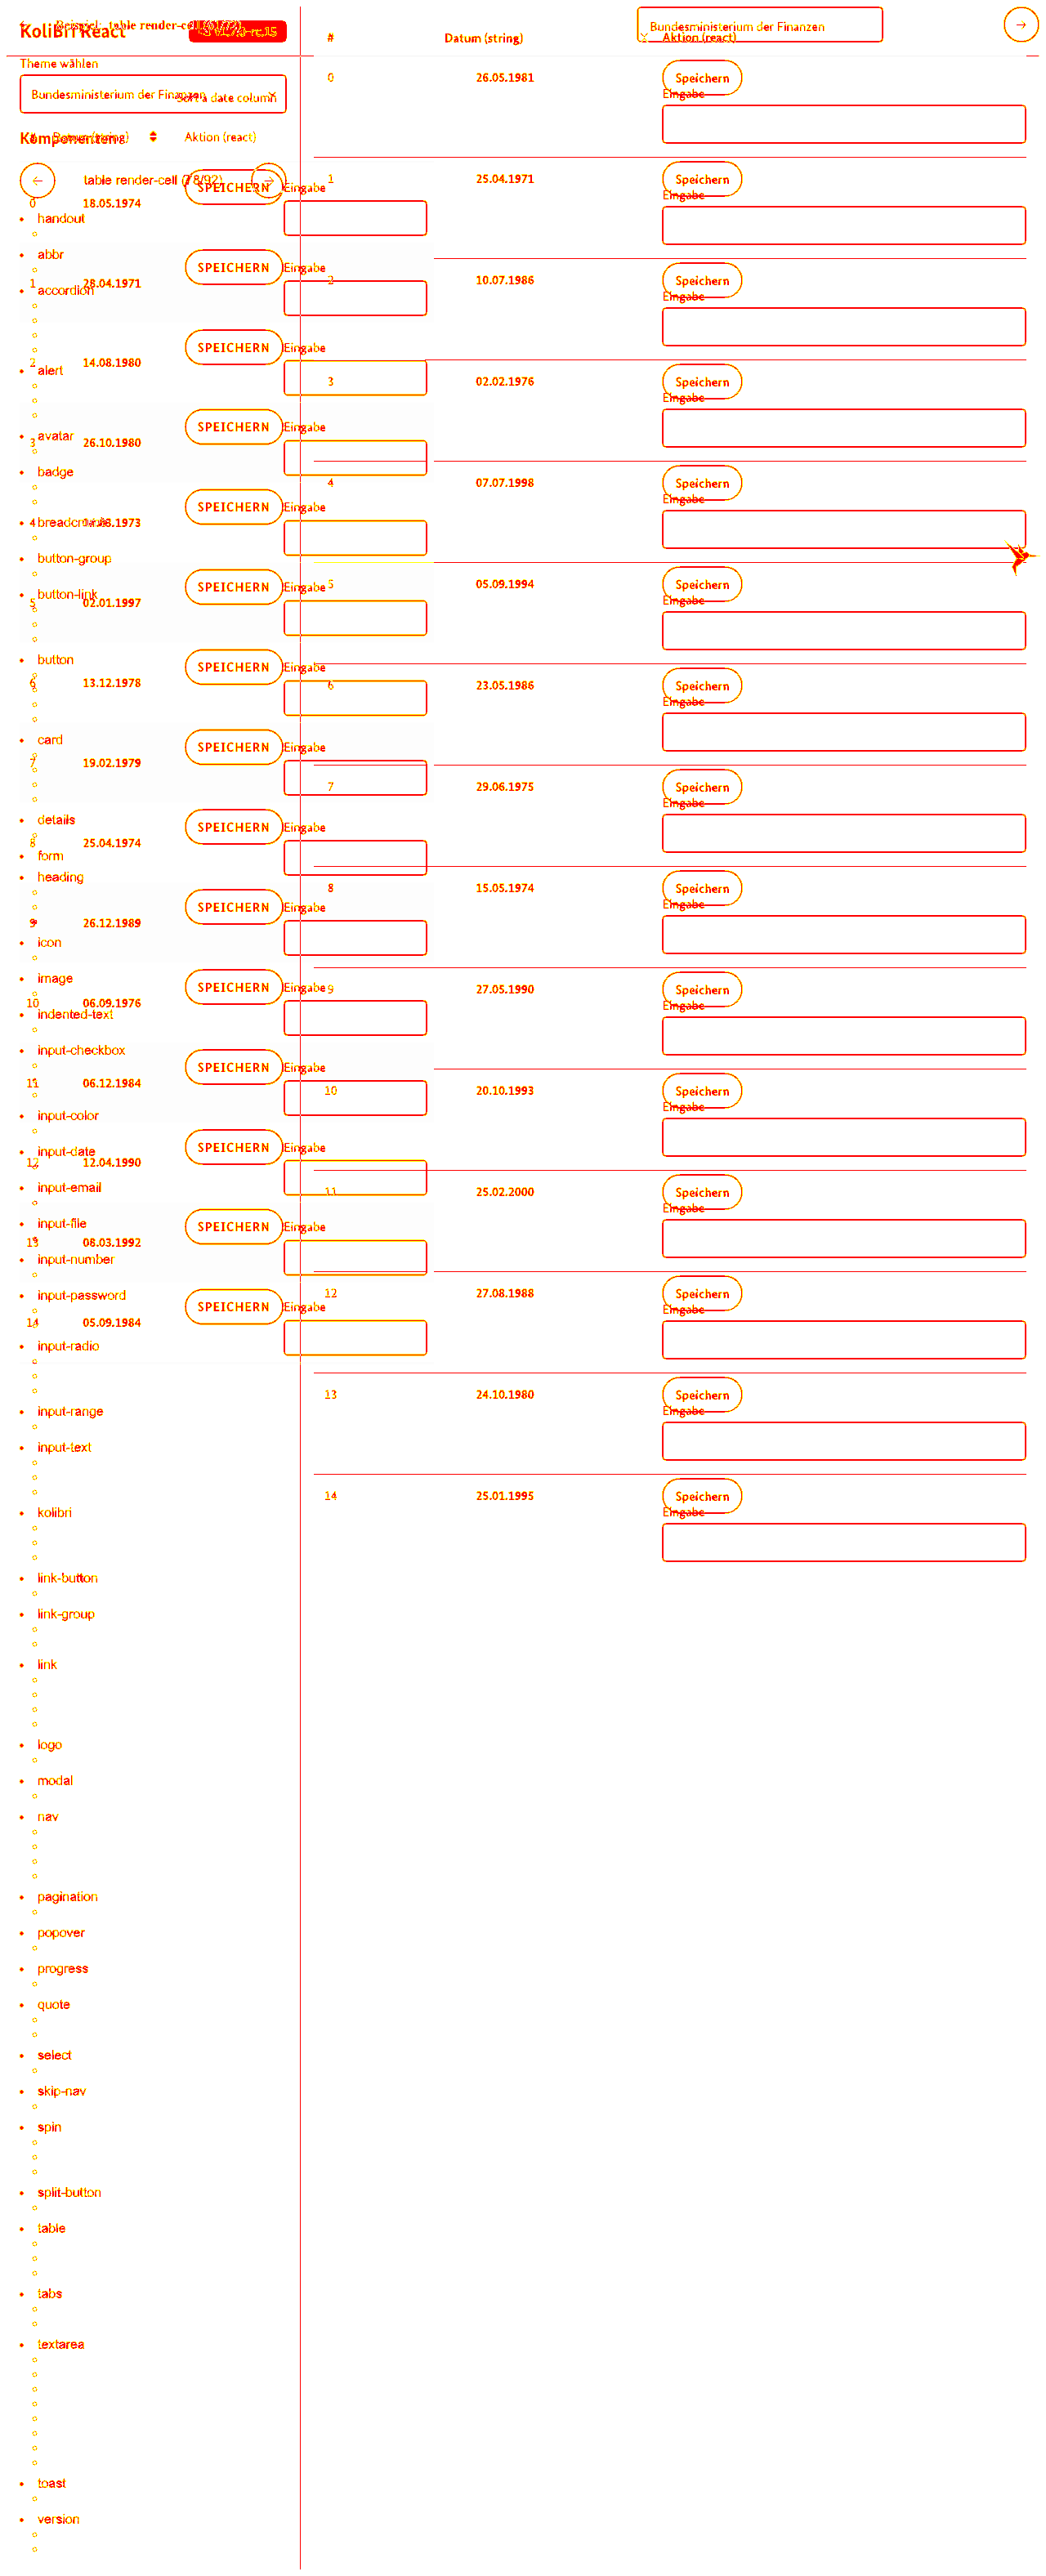 KoliBri React
Beispiel: table render-cell
Bundesministerium der Finanzen
Theme wählen
Bundesministerium der Finanzen
Sort a date column
Komponenten
Datum (string)
Aktion (react)
table render-cell (78/92)
# Datum (string) Aktion (react)
0 18.05.1974 SPEICHERN Eingabe
1 28.04.1971 SPEICHERN Eingabe
2 14.08.1980 SPEICHERN Eingabe
3 26.10.1980 SPEICHERN Eingabe
4 SPEICHERN Eingabe
5 02.01.1997 SPEICHERN Eingabe
6 13.12.1978 SPEICHERN Eingabe
7 19.02.1979 SPEICHERN Eingabe
8 25.04.1974 SPEICHERN Eingabe
9 26.12.1989 SPEICHERN Eingabe
10 06.09.1976 SPEICHERN Eingabe
11 06.12.1984 SPEICHERN Eingabe
12 12.04.1990 SPEICHERN Eingabe
13 08.03.1992 SPEICHERN Eingabe
14 05.09.1984 SPEICHERN Eingabe
handout
abbr
accordion
alert
avatar
badge
breadcrumb
button-group
button-link
button
card
details
form
heading
icon
image
indented-text
input-checkbox
input-color
input-date
input-email
input-file
input-number
input-password
input-radio
input-range
input-text
kolibri
link-button
link-group
link
logo
modal
nav
pagination
popover
progress
quote
select
skip-nav
spin
split-button
table
tabs
textarea
toast
version
0 26.05.1981 Speichern
Eingabe
1 25.04.1971 Speichern
Eingabe
2 10.07.1986 Speichern
Eingabe
3 02.02.1976 Speichern
Eingabe
4 07.07.1998 Speichern
Eingabe
5 05.09.1994 Speichern
Eingabe
6 23.05.1986 Speichern
Eingabe
7 29.06.1975 Speichern
Eingabe
8 15.05.1974 Speichern
Eingabe
9 27.05.1990 Speichern
Eingabe
10 20.10.1993 Speichern
Eingabe
11 25.02.2000 Speichern
Eingabe
12 27.08.1988 Speichern
Eingabe
13 24.10.1980 Speichern
Eingabe
14 25.01.1995 Speichern
Eingabe